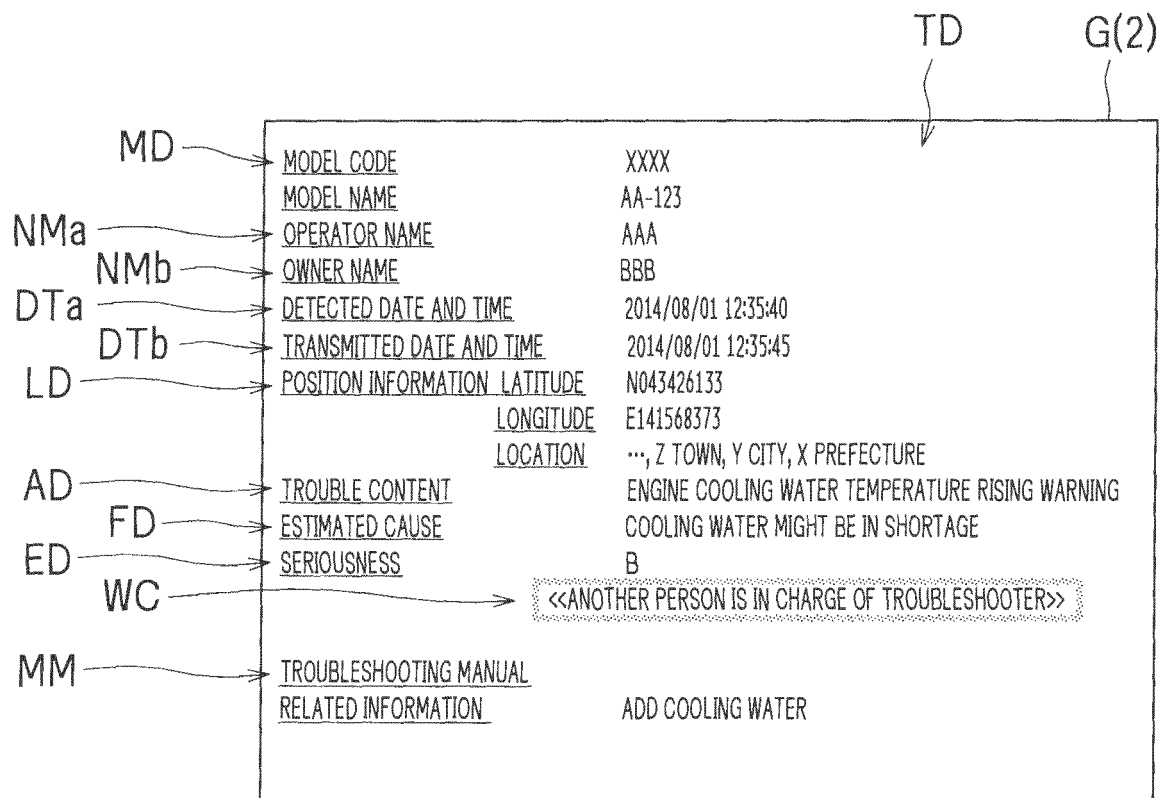 TD G(2)
MD MODEL CODE XXXX
MODEL NAME AA-123
NMa OPERATOR NAME AAA
NMb OWNER NAME BBB
DTa DETECTED DATE AND TIME 2014/08/01 12:35:40
DTb TRANSMITTED DATE AND TIME 2014/08/01 12:35:45
LD POSITION INFORMATION LATITUDE N043426133
LONGITUDE E141568373
LOCATION ···, Z TOWN, Y CITY, X PREFECTURE
AD TROUBLE CONTENT ENGINE COOLING WATER TEMPERATURE RISING WARNING
FD ESTIMATED CAUSE COOLING WATER MIGHT BE IN SHORTAGE
ED SERIOUSNESS B
WC <<ANOTHER PERSON IS IN CHARGE OF TROUBLESHOOTER>>
MM TROUBLESHOOTING MANUAL
RELATED INFORMATION ADD COOLING WATER